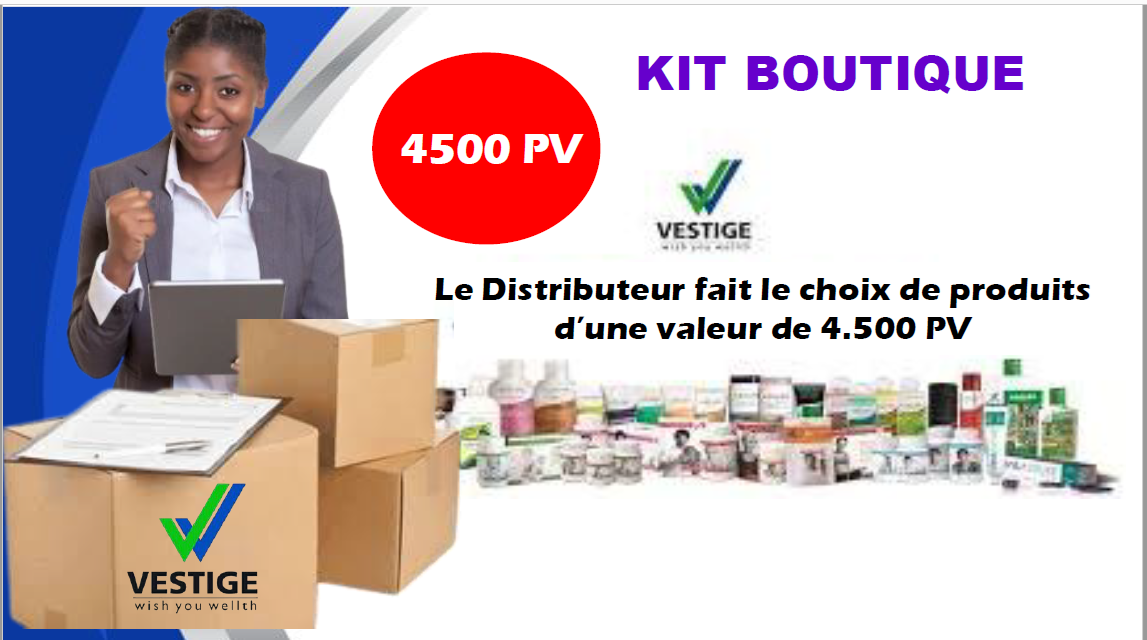 KIT BOUTIQUE
4500 PV
VESTIGE
wish you wellth
Le Distributeur fait le choix de produits
d’une valeur de 4.500 PV
VESTIGE
wish you wellth